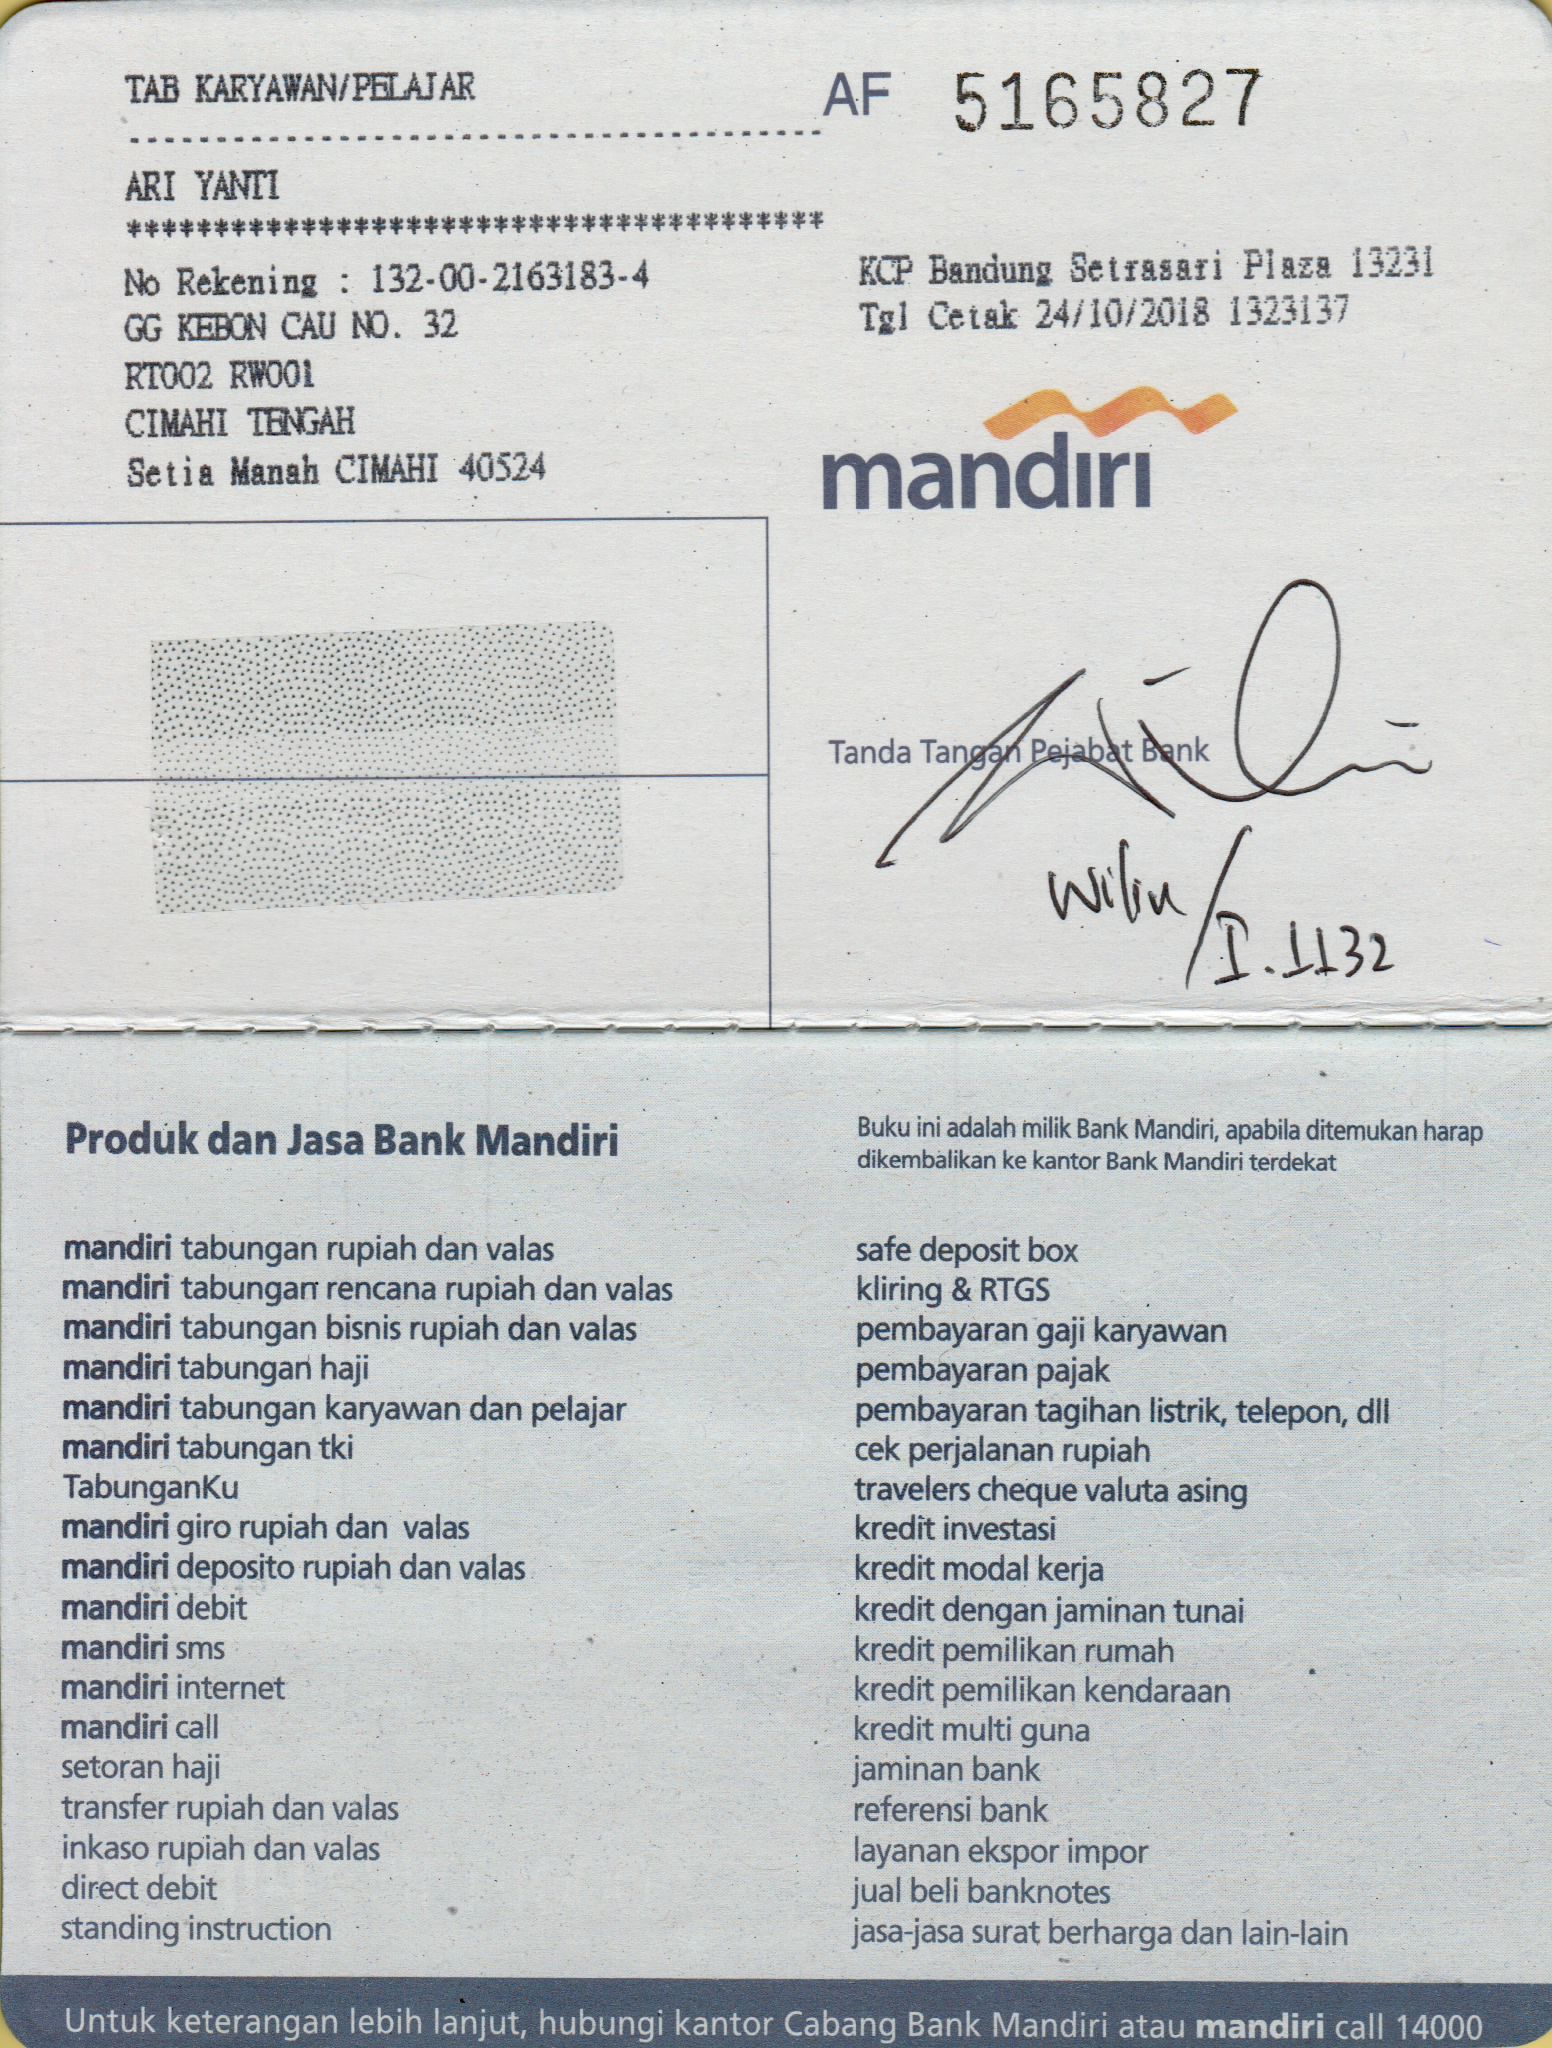 TAB KARYAWAN/PELAJAR
AF 5165827
----------------------------------------
ARI YANTI
****************************************
No Rekening : 132-00-2163183-4
GG KEBON CAU NO. 32
RT002 RW001
CIMAHI TENGAH
Setia Manah CIMAHI 40524
KCP Bandung Setrasari Plaza 13231
Tgl Cetak 24/10/2018 1323137
mandiri
Tanda Tangan Pejabat Bank
/ I.1132
Produk dan Jasa Bank Mandiri
mandiri tabungan rupiah dan valas
mandiri tabungan rencana rupiah dan valas
mandiri tabungan bisnis rupiah dan valas
mandiri tabungan haji
mandiri tabungan karyawan dan pelajar
mandiri tabungan tki
TabunganKu
mandiri giro rupiah dan valas
mandiri deposito rupiah dan valas
mandiri debit
mandiri sms
mandiri internet
mandiri call
setoran haji
transfer rupiah dan valas
inkaso rupiah dan valas
direct debit
standing instruction
Buku ini adalah milik Bank Mandiri, apabila ditemukan harap
dikembalikan ke kantor Bank Mandiri terdekat
safe deposit box
kliring & RTGS
pembayaran gaji karyawan
pembayaran pajak
pembayaran tagihan listrik, telepon, dll
cek perjalanan rupiah
travelers cheque valuta asing
kredit investasi
kredit modal kerja
kredit dengan jaminan tunai
kredit pemilikan rumah
kredit pemilikan kendaraan
kredit multi guna
jaminan bank
referensi bank
layanan ekspor impor
jual beli banknotes
jasa-jasa surat berharga dan lain-lain
Untuk keterangan lebih lanjut, hubungi kantor Cabang Bank Mandiri atau mandiri call 14000